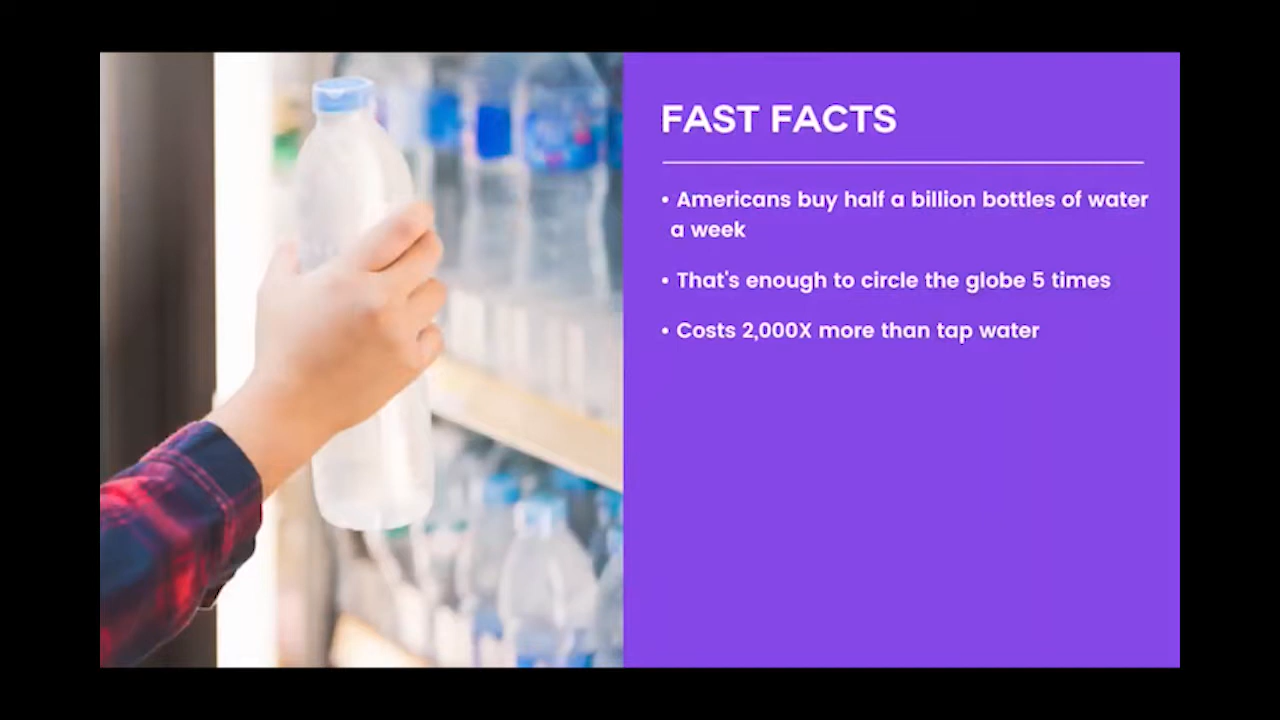 FAST FACTS
• Americans buy half a billion bottles of water
a week
• That's enough to circle the globe 5 times
• Costs 2,000X more than tap water